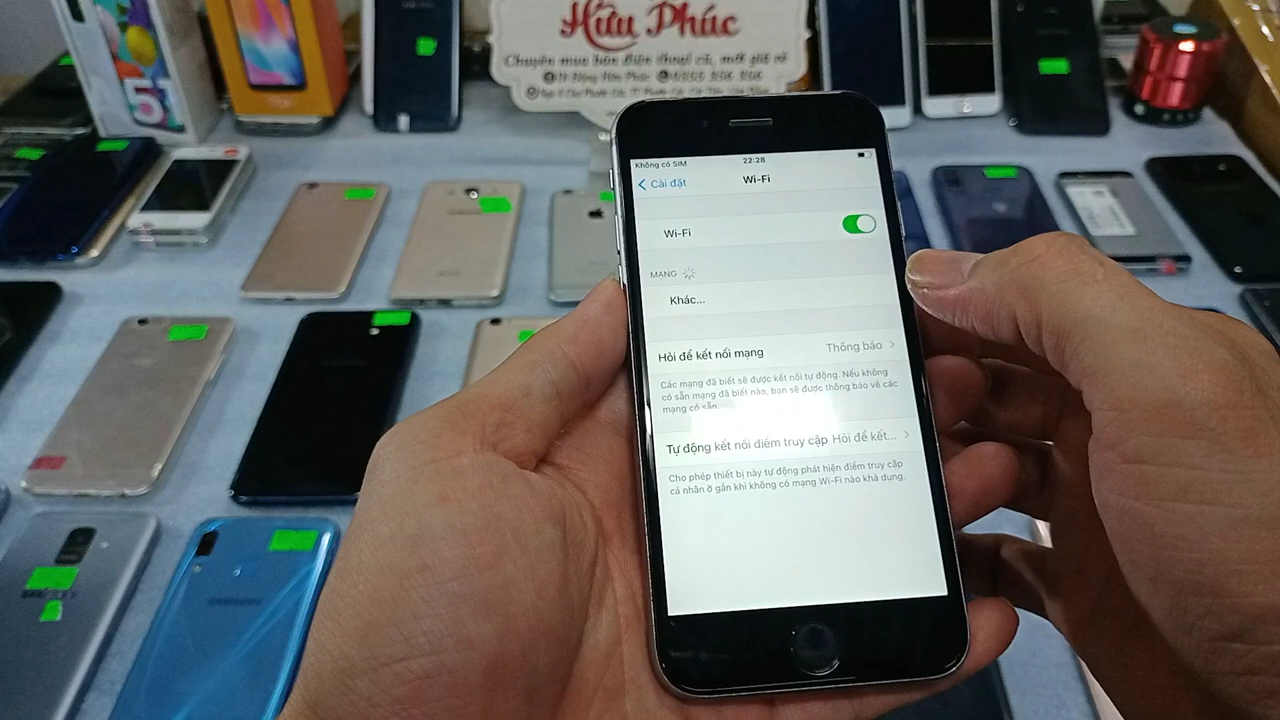 Hữu Phúc
Chuyên mua bán điện thoại cũ, mới giá rẻ
5T
Không có SIM
22:28
Cài đặt
Wi-Fi
Wi-Fi
MẠNG
Khác...
Hỏi để kết nối mạng
Thông báo
Các mạng đã biết sẽ được kết nối tự động. Nếu không
có sẵn mạng đã biết nào, bạn sẽ được thông báo về các
mạng có sẵn
Tự động kết nối điểm truy cập Hỏi để kết...
Cho phép thiết bị này tự động phát hiện điểm truy cập
cá nhân ở gần khi không có mạng Wi-Fi nào khả dụng.
SAMSUNG